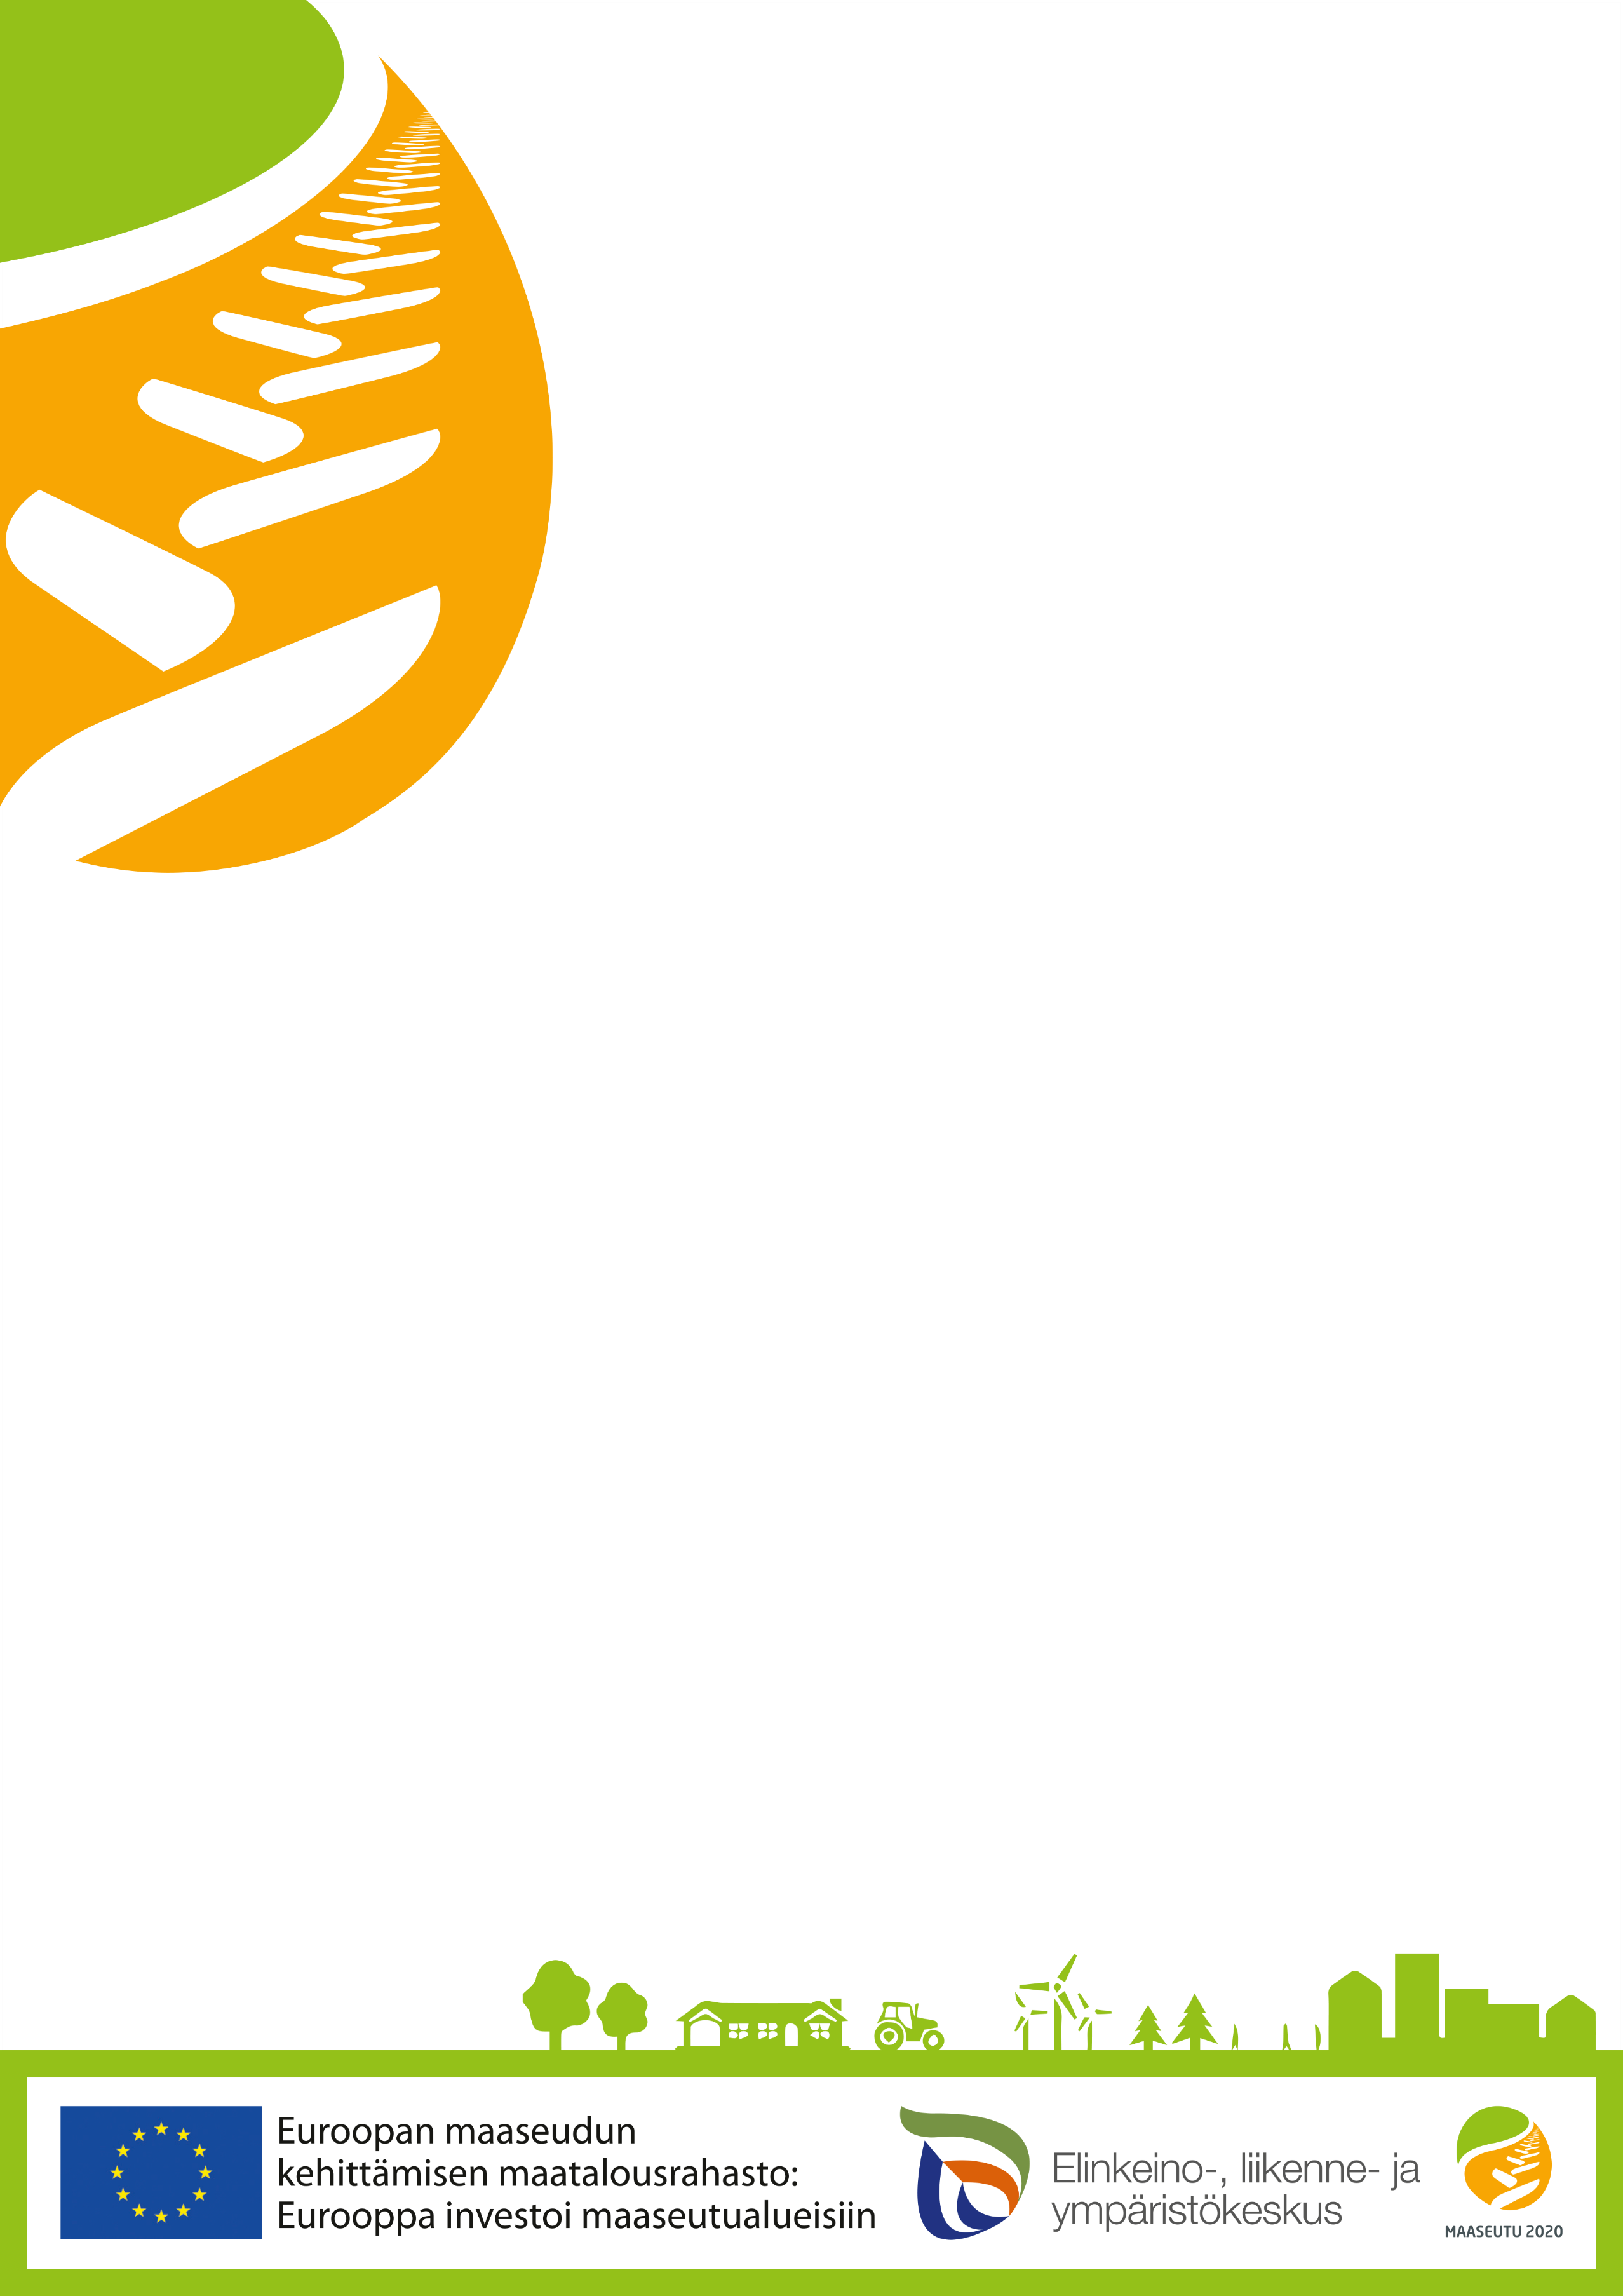 Euroopan maaseudun
kehittämisen maatalousrahasto:
Eurooppa investoi maaseutualueisiin
Elinkeino-, liikenne- ja
ympäristökeskus
MAASEUTU 2020